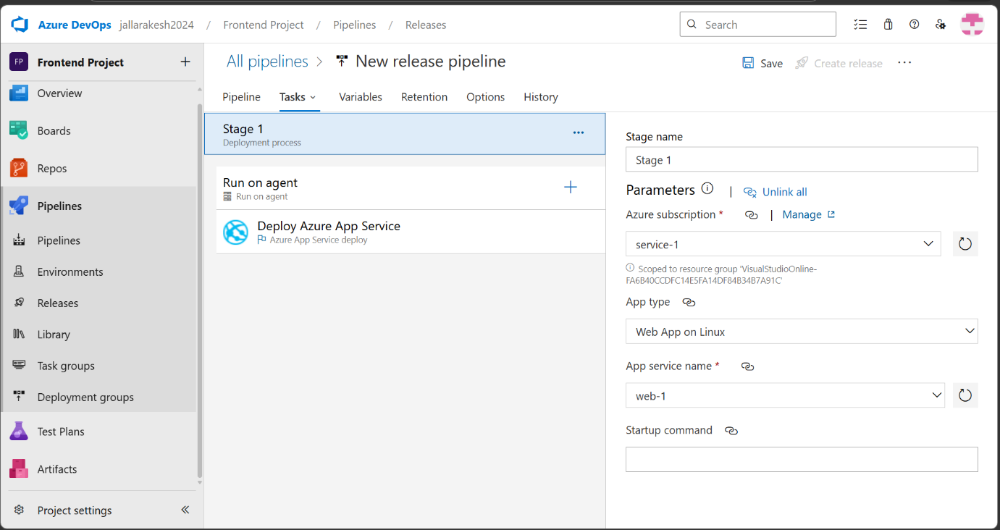 Azure DevOps jallarakesh2024 / Frontend Project / Pipelines / Releases
Search
FP Frontend Project
Overview
Boards
Repos
Pipelines
Pipelines
Environments
Releases
Library
Task groups
Deployment groups
Test Plans
Artifacts
Project settings
All pipelines > New release pipeline
Save Create release ...
Pipeline Tasks Variables Retention Options History
Stage 1
Deployment process
Run on agent
Run on agent
Deploy Azure App Service
Azure App Service deploy
Stage name
Stage 1
Parameters | Unlink all
Azure subscription * | Manage
service-1
Scoped to resource group 'VisualStudioOnline-
FA6B40CCDFC14E5FA14DF84B34B7A91C'
App type
Web App on Linux
App service name *
web-1
Startup command